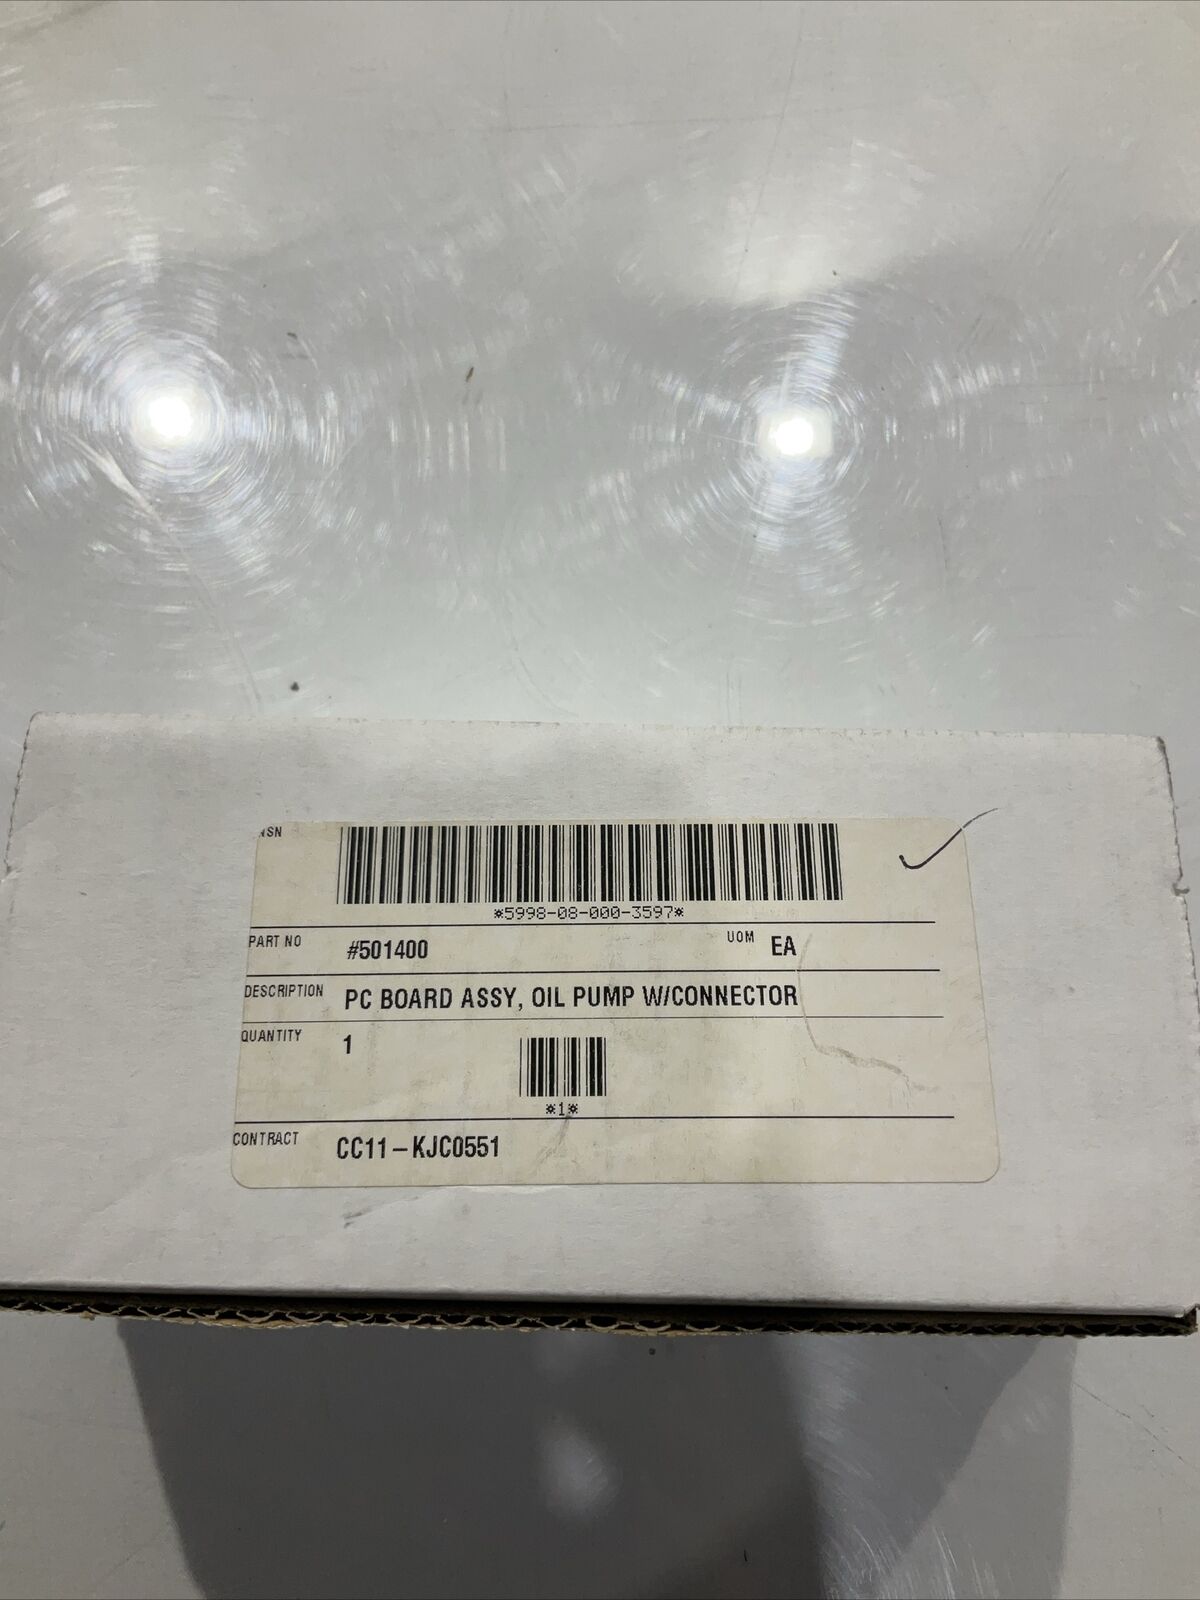 NSN
*5998-08-000-3597*
PART NO #501400 UOM EA
DESCRIPTION PC BOARD ASSY, OIL PUMP W/CONNECTOR
QUANTITY 1
*1*
CONTRACT CC11-KJC0551